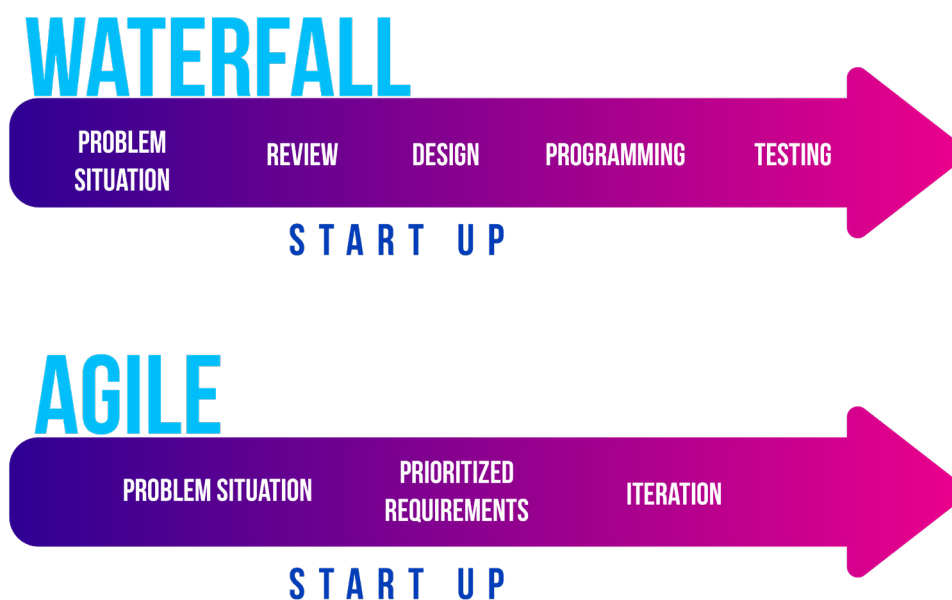 WATERFALL
PROBLEM
SITUATION
REVIEW
DESIGN
PROGRAMMING
TESTING
START UP
AGILE
PROBLEM SITUATION
PRIORITIZED
REQUIREMENTS
ITERATION
START UP